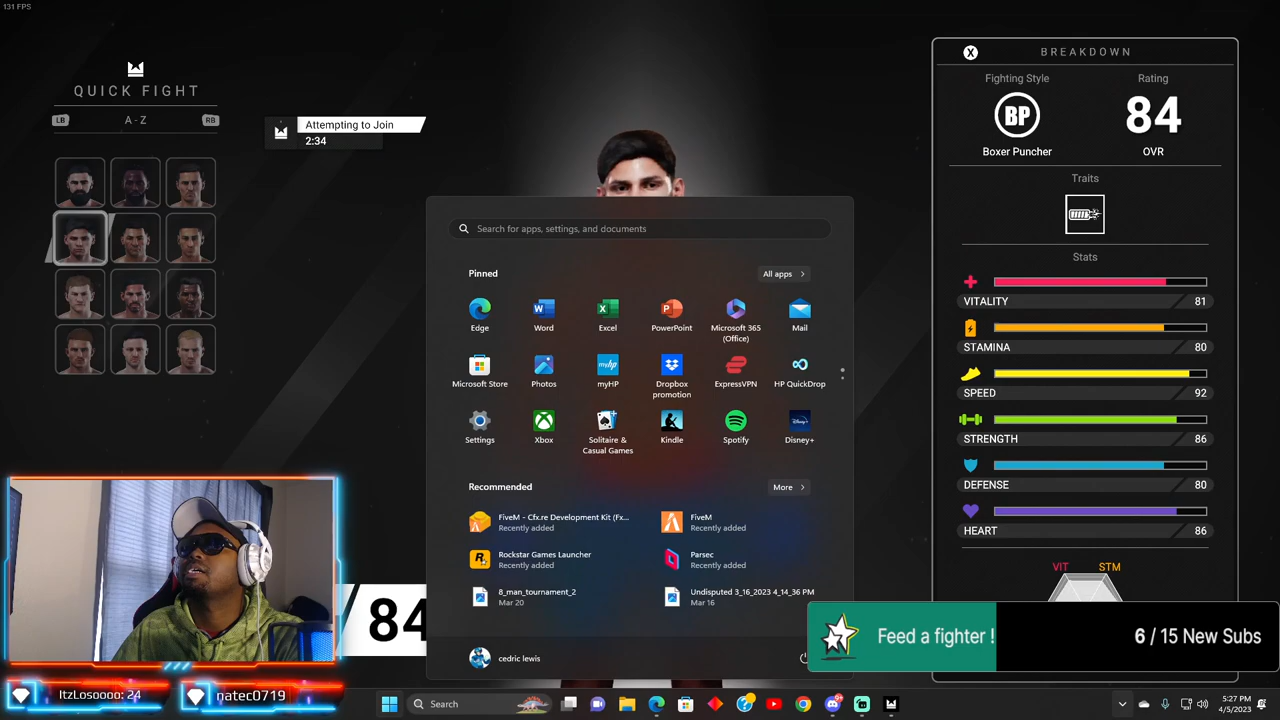 131 FPS
QUICK FIGHT
LB
A - Z
RB
Attempting to Join
2:34
X
BREAKDOWN
Fighting Style
Rating
BP
84
Boxer Puncher
OVR
Traits
Stats
VITALITY
81
STAMINA
80
SPEED
92
STRENGTH
86
DEFENSE
80
HEART
86
VIT
STM
Search for apps, settings, and documents
Pinned
All apps
Edge
Word
Excel
PowerPoint
Microsoft 365
(Office)
Mail
Microsoft Store
Photos
myhp
myHP
Dropbox
promotion
ExpressVPN
HP QuickDrop
Settings
Xbox
Solitaire &
Casual Games
Kindle
Spotify
Disney+
Disney+
Recommended
More
FiveM - Cfx.re Development Kit (Fx...
Recently added
FiveM
Recently added
Rockstar Games Launcher
Recently added
Parsec
Recently added
8_man_tournament_2
Mar 20
Undisputed 3_16_2023 4_14_36 PM
Mar 16
cedric lewis
84
7
Feed a fighter !
6 / 15 New Subs
ItzLosoooo: 24
natec0719
Search
5:27 PM
4/5/2023